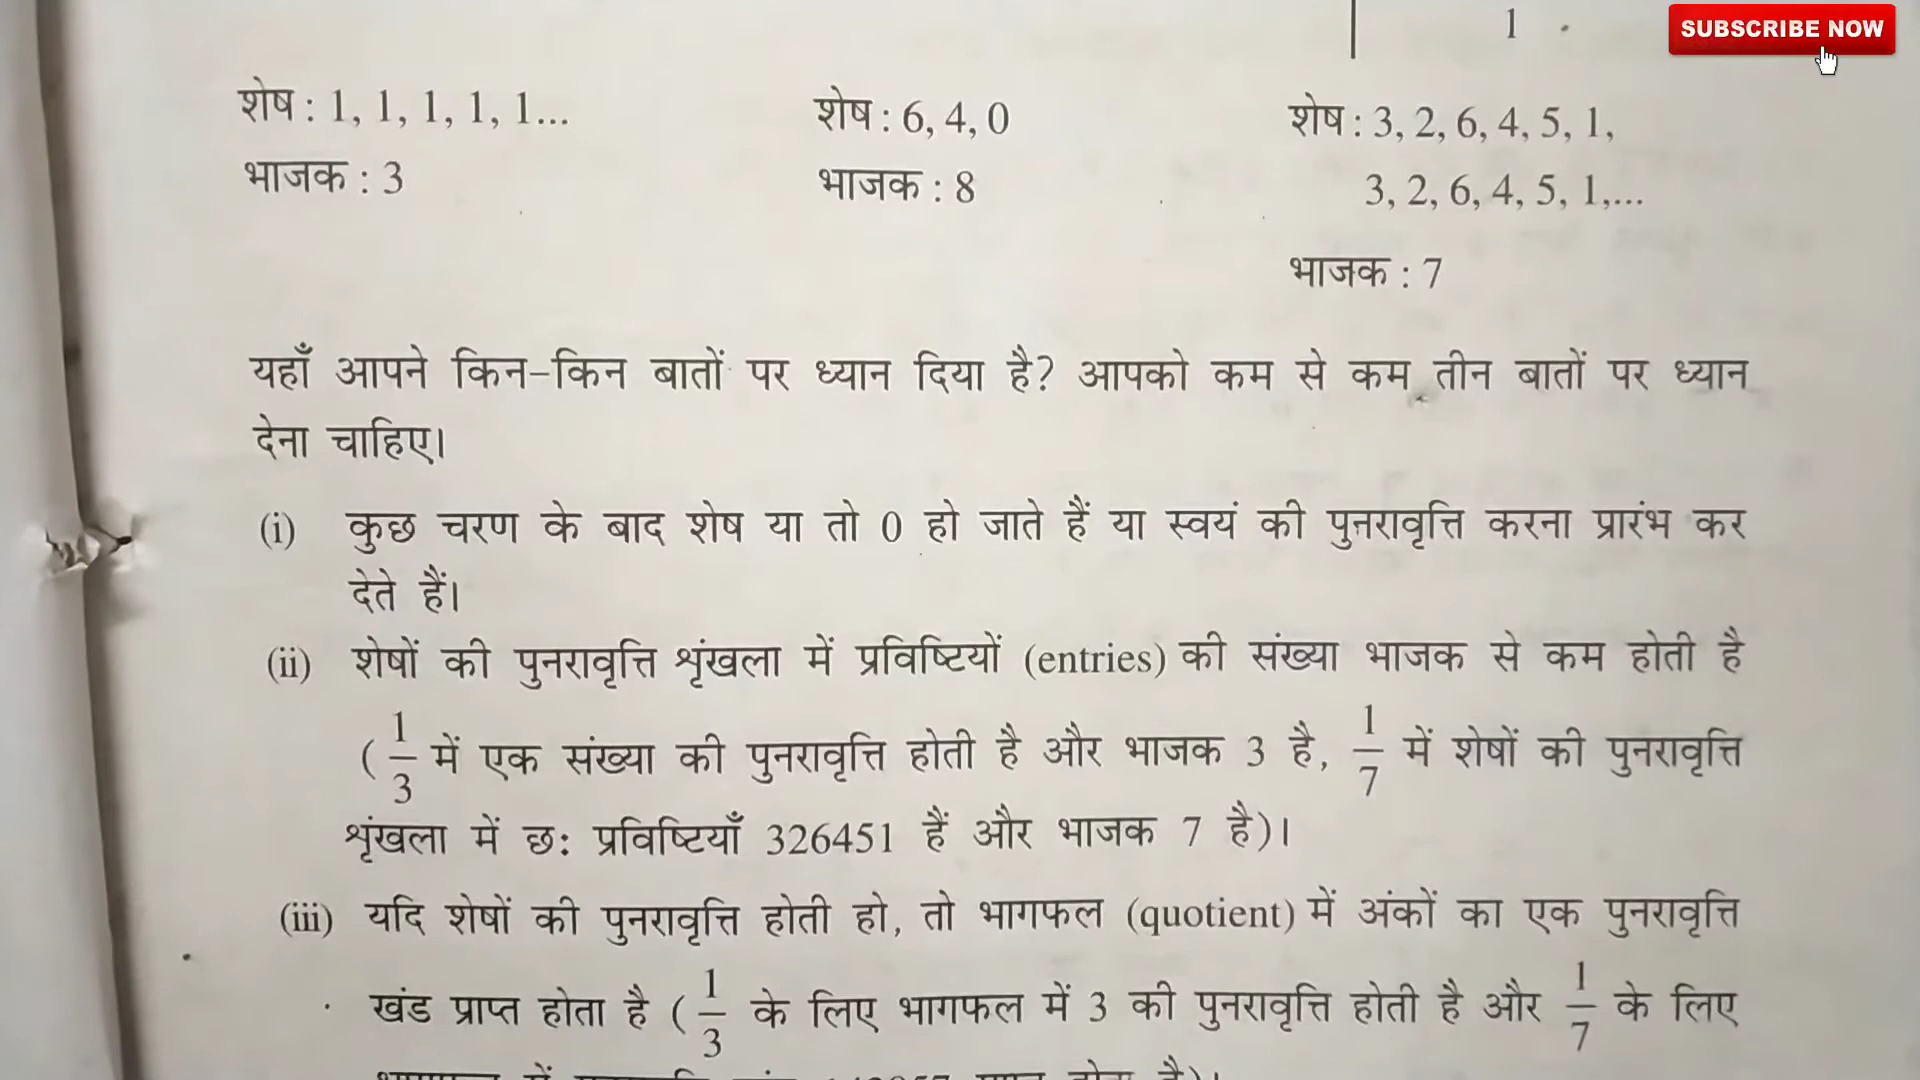 1
SUBSCRIBE NOW
शेष : 1, 1, 1, 1, 1...
शेष : 6, 4, 0
शेष : 3, 2, 6, 4, 5, 1,
भाजक : 3
भाजक : 8
3, 2, 6, 4, 5, 1,...
भाजक : 7
यहाँ आपने किन-किन बातों पर ध्यान दिया है? आपको कम से कम तीन बातों पर ध्यान
देना चाहिए।
(i) कुछ चरण के बाद शेष या तो 0 हो जाते हैं या स्वयं की पुनरावृत्ति करना प्रारंभ कर
देते हैं।
(ii) शेषों की पुनरावृत्ति शृंखला में प्रविष्टियों (entries) की संख्या भाजक से कम होती है
( 1/3 में एक संख्या की पुनरावृत्ति होती है और भाजक 3 है, 1/7 में शेषों की पुनरावृत्ति
शृंखला में छः प्रविष्टियाँ 326451 हैं और भाजक 7 है)।
(iii) यदि शेषों की पुनरावृत्ति होती हो, तो भागफल (quotient) में अंकों का एक पुनरावृत्ति
खंड प्राप्त होता है ( 1/3 के लिए भागफल में 3 की पुनरावृत्ति होती है और 1/7 के लिए